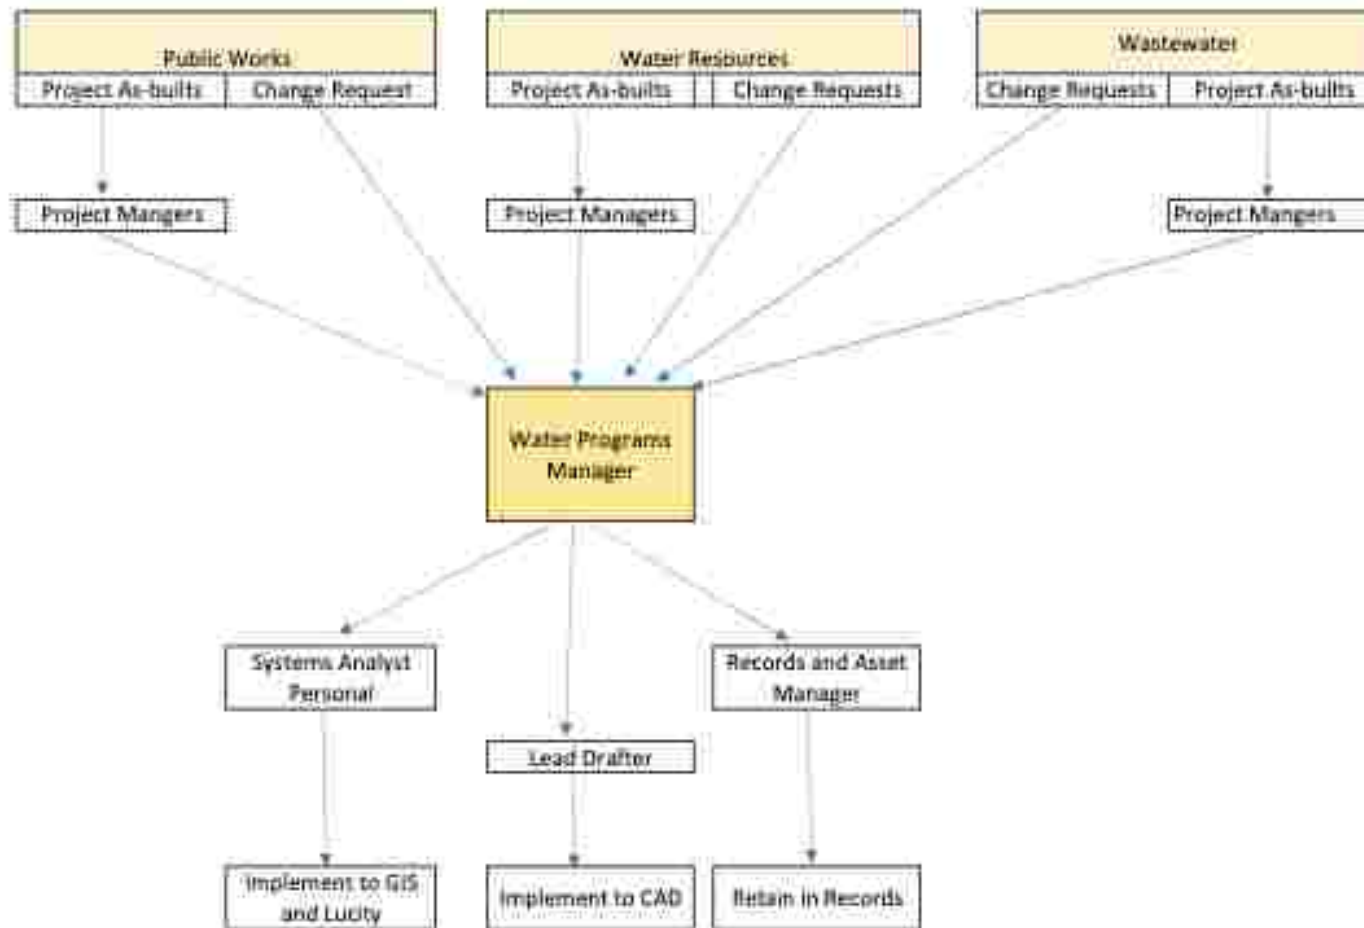 Public Works
Water Resources
Wastewater
Project As-builts
Change Request
Project As-builts
Change Requests
Change Requests
Project As-builts
Project Mangers
Project Managers
Project Mangers
Water Programs
Manager
Systems Analyst
Personal
Records and Asset
Manager
Lead Drafter
Implement to GIS
and Lucity
Implement to CAD
Retain in Records